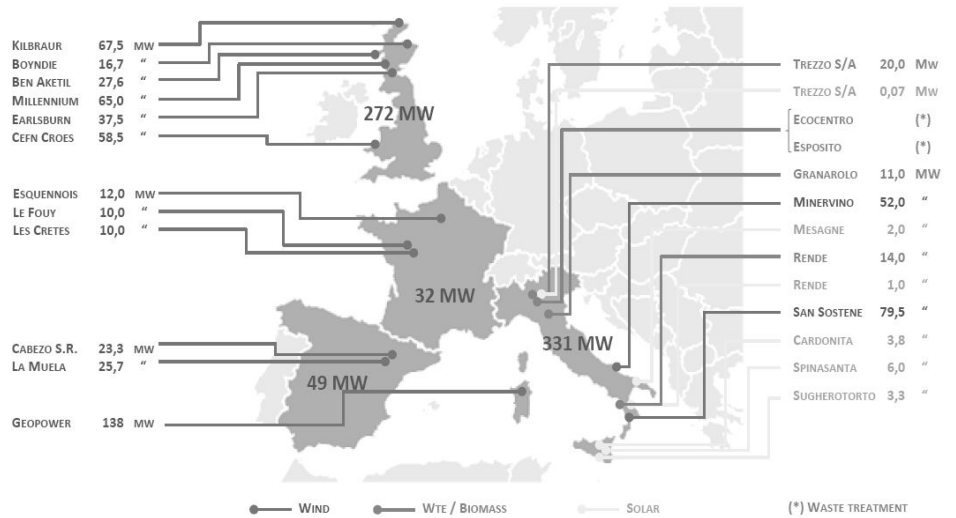 KILBRAUR 67,5 MW
BOYNDIE 16,7 "
BEN AKETIL 27,6 "
MILLENNIUM 65,0 "
EARLSBURN 37,5 "
CEFN CROES 58,5 "
272 MW
ESQUENNOIS 12,0 MW
LE FOUY 10,0 "
LES CRETES 10,0 "
32 MW
CABEZO S.R. 23,3 MW
LA MUELA 25,7 "
49 MW
GEOPOWER 138 MW
331 MW
TREZZO S/A 20,0 MW
TREZZO S/A 0,07 MW
ECOCENTRO (*)
ESPOSITO (*)
GRANAROLO 11,0 MW
MINERVINO 52,0 "
MESAGNE 2,0 "
RENDE 14,0 "
RENDE 1,0 "
SAN SOSTENE 79,5 "
CARDONITA 3,8 "
SPINASANTA 6,0 "
SUGHEROTORTO 3,3 "
WIND WTE / BIOMASS SOLAR (*) WASTE TREATMENT